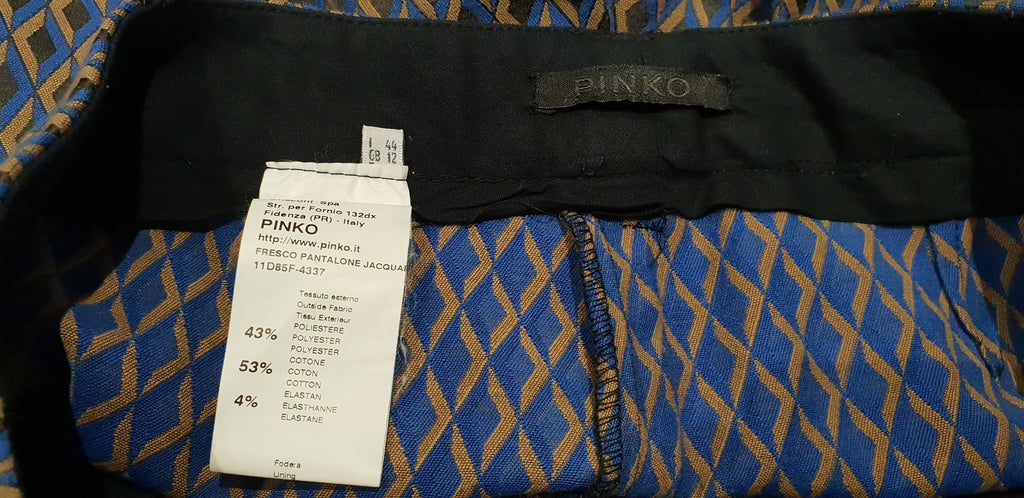 PINKO
I 44
GB 12
Spa
Str. per Fornio 132dx
Fidenza (PR) - Italy
PINKO
http://www.pinko.it
FRESCO PANTALONE JACQUAR
11D85F-4337
Tessuto esterno
Outside Fabric
Tissu Exterieur
43% POLIESTERE
POLYESTER
POLYESTER
53% COTONE
COTON
COTTON
4% ELASTAN
ELASTHANNE
ELASTANE
Fodera
Lining